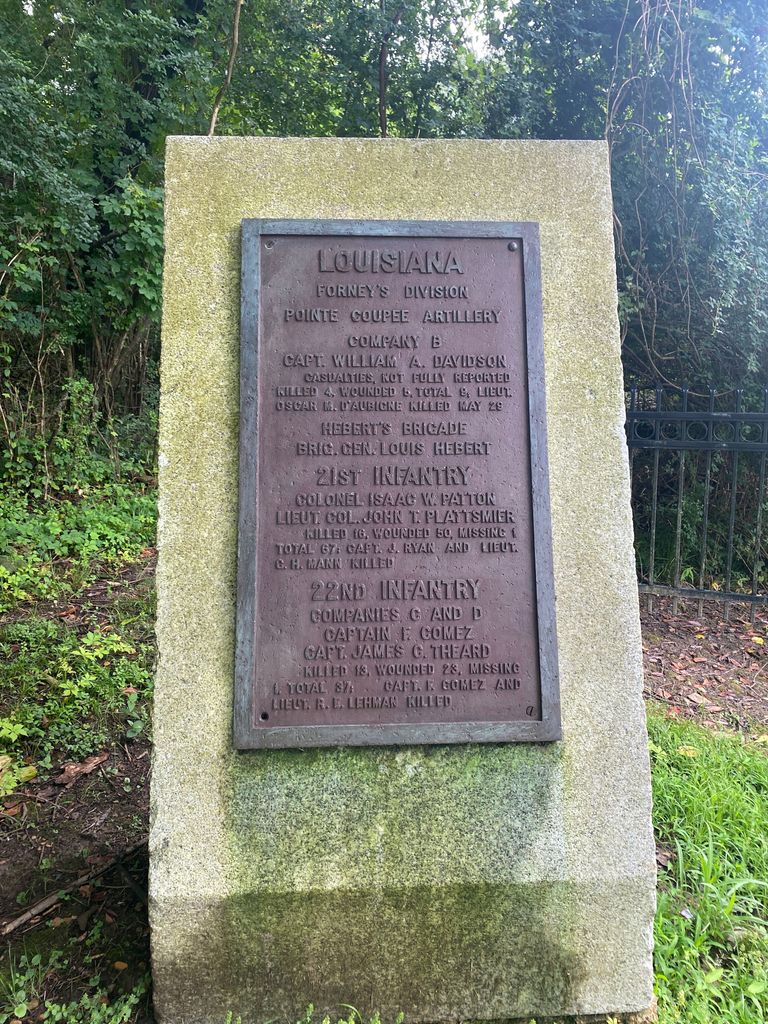 LOUISIANA
FORNEY'S DIVISION
POINTE COUPEE ARTILLERY
COMPANY B
CAPT. WILLIAM A. DAVIDSON
CASUALTIES, NOT FULLY REPORTED
KILLED 4, WOUNDED 5, TOTAL 9, LIEUT.
OSCAR M. D'AUBIGNE KILLED MAY 29
HEBERT'S BRIGADE
BRIG. GEN. LOUIS HEBERT
21ST INFANTRY
COLONEL ISAAC W. PATTON
LIEUT. COL. JOHN T. PLATTSMIER
KILLED 16, WOUNDED 50, MISSING 1
TOTAL 67; CAPT. J. RYAN AND LIEUT.
G. H. MANN KILLED
22ND INFANTRY
COMPANIES C AND D
CAPTAIN F. GOMEZ
CAPT. JAMES C. THEARD
KILLED 13, WOUNDED 23, MISSING
1, TOTAL 37; CAPT. F. GOMEZ AND
LIEUT. R. E. LEHMAN KILLED